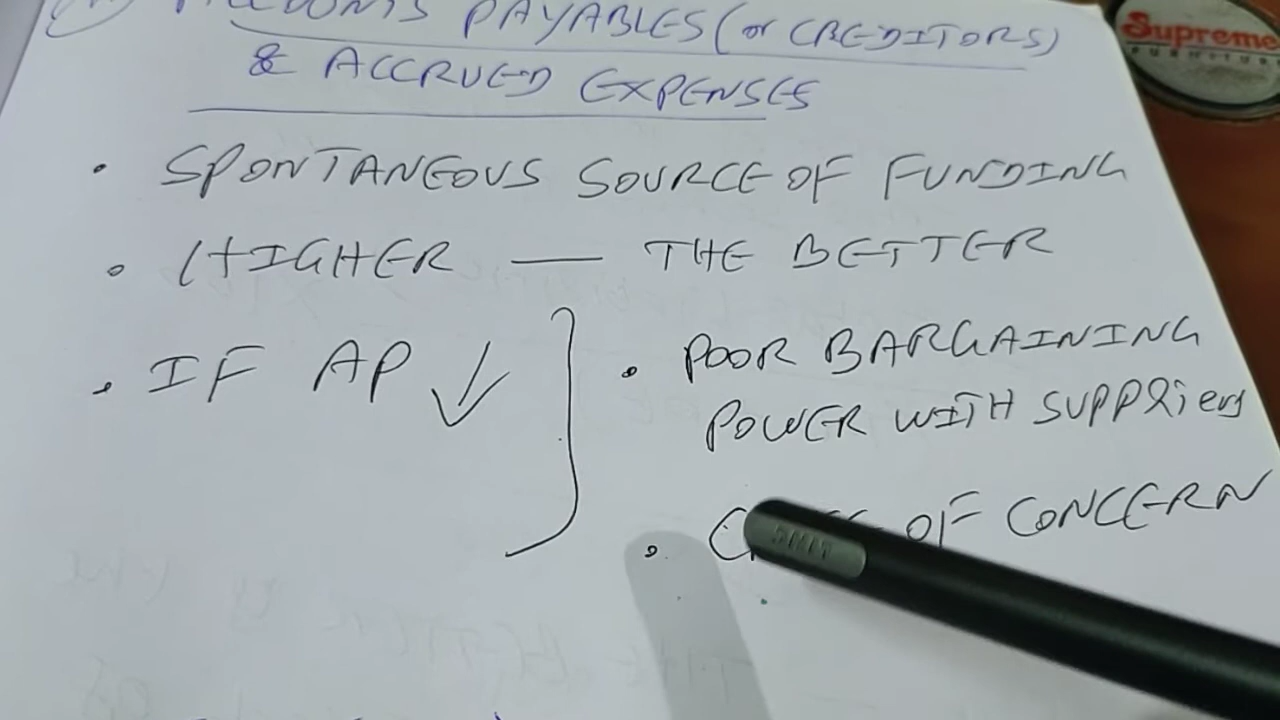 PAYABLES (or CREDITORS)
& ACCRUED EXPENSES
• SPONTANEOUS SOURCE OF FUNDING
• HIGHER — THE BETTER
• IF AP ↓
• POOR BARGAINING
POWER WITH SUPPLiers
• OF CONCERN
Supreme
FURNITURE